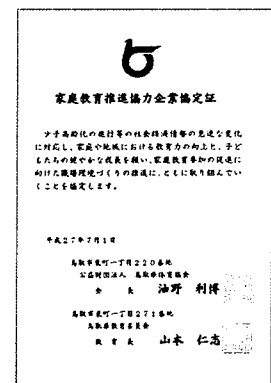 家庭教育推進協力企業協定証
少子高齢化の進行等の社会経済情勢の急速な変化
に対応し、家庭や地域における教育力の向上と、子ど
もたちの健やかな成長を願い、家庭教育参加の促進に
向けた職場環境づくりの推進に、ともに取り組んでい
くことを協定します。
平成27年7月1日
鳥取市東町一丁目220番地
公益財団法人 鳥取県体育協会
会 長 油野 利博
鳥取市東町一丁目271番地
鳥取県教育委員会
教 育 長 山本 仁志